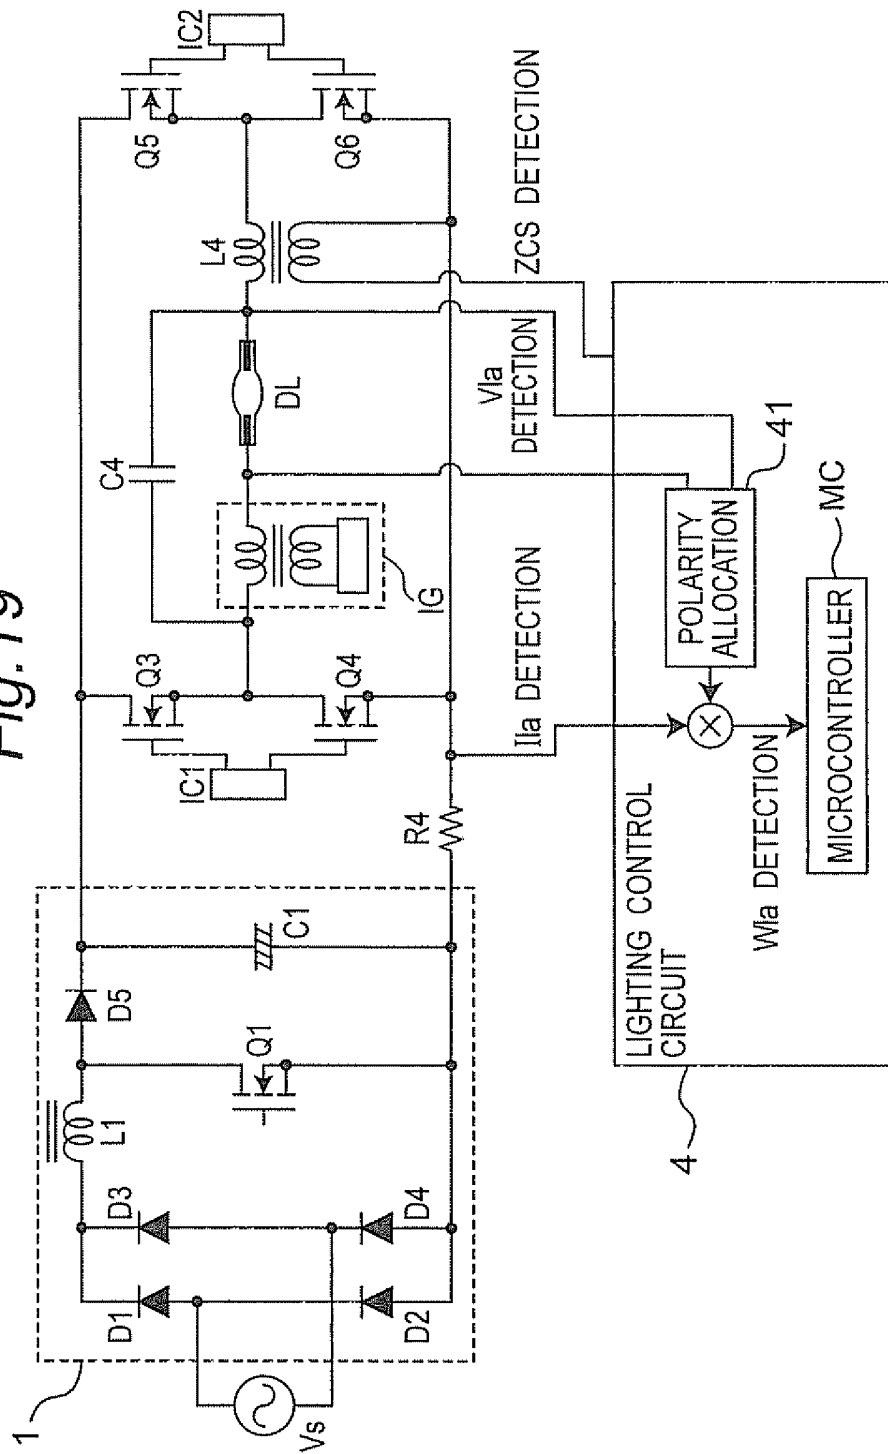 Fig.19
1
Vs
D1
D2
D3
D4
L1
Q1
D5
C1
R4
IC1
Q3
Q4
C4
IG
DL
L4
Q5
Q6
IC2
Ila DETECTION
Vla
DETECTION
ZCS DETECTION
4
LIGHTING CONTROL
CIRCUIT
Wla DETECTION
POLARITY
ALLOCATION
41
MICROCONTROLLER
MC